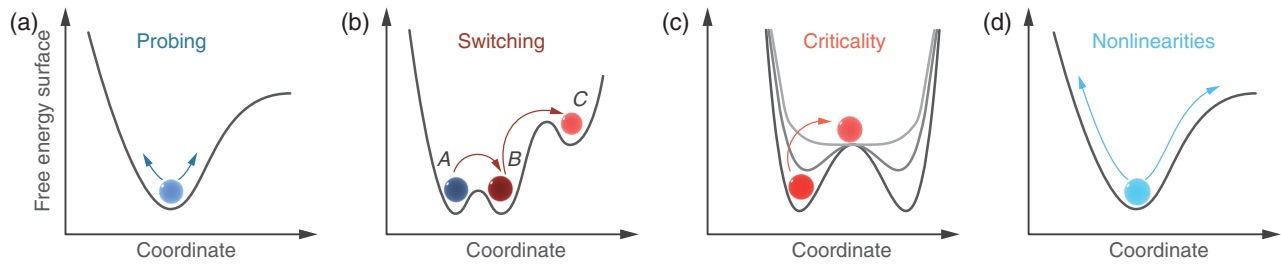 (a)
Probing
Free energy surface
Coordinate
(b)
Switching
A
B
C
Coordinate
(c)
Criticality
Coordinate
(d)
Nonlinearities
Coordinate